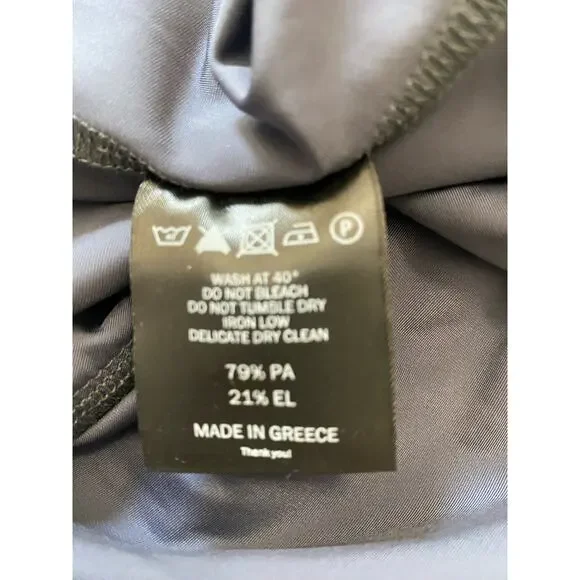 P
WASH AT 40°
DO NOT BLEACH
DO NOT TUMBLE DRY
IRON LOW
DELICATE DRY CLEAN
79% PA
21% EL
MADE IN GREECE
Thank you!